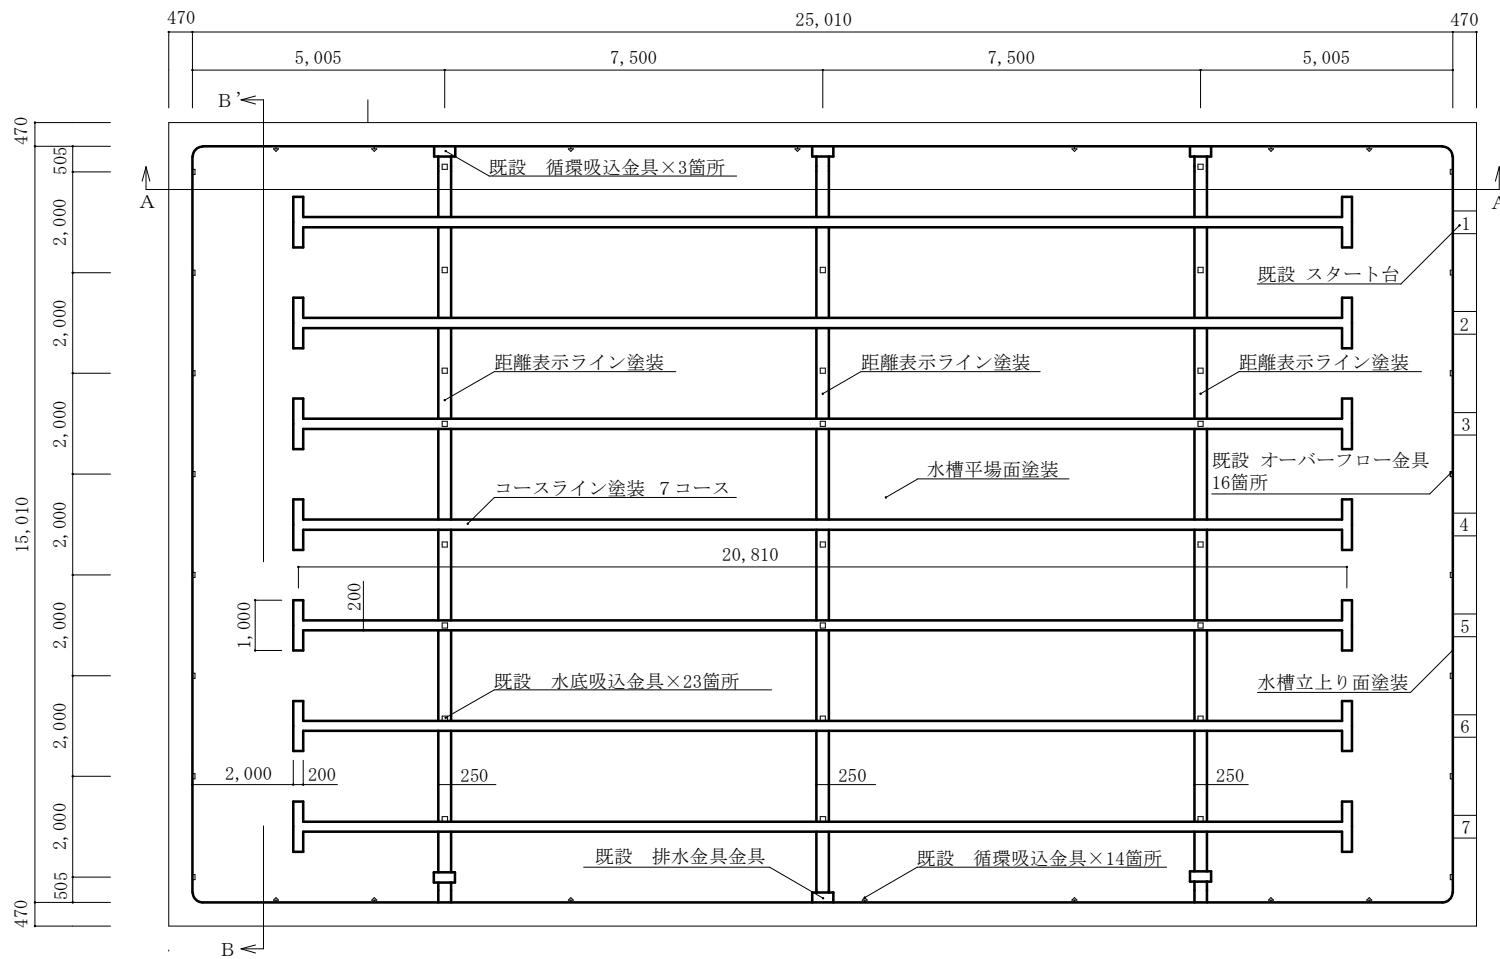 470
25,010
470
5,005
7,500
7,500
5,005
B'
470
505
既設 循環吸込金具×3箇所
A
A
2,000
1
既設 スタート台
2,000
2
距離表示ライン塗装
距離表示ライン塗装
距離表示ライン塗装
2,000
3
既設 オーバーフロー金具
16箇所
水槽平場面塗装
コースライン塗装 7コース
15,010
2,000
4
20,810
200
1,000
2,000
5
既設 水底吸込金具×23箇所
水槽立上り面塗装
2,000
6
2,000
200
250
250
250
2,000
7
既設 排水金具金具
既設 循環吸込金具×14箇所
505
470
B